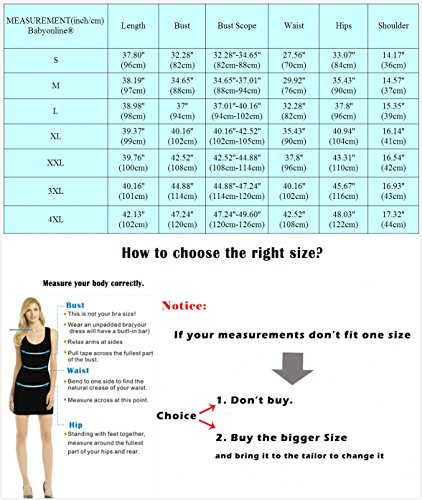 MEASUREMENT(inch/cm) Babyonline® Length Bust Bust Scope Waist Hips Shoulder
S 37.80" (96cm) 32.28" (82cm) 32.28"-34.65" (82cm-88cm) 27.56" (70cm) 33.07" (84cm) 14.17" (36cm)
M 38.19" (97cm) 34.65" (88cm) 34.65"-37.01" (88cm-94cm) 29.92" (76cm) 35.43" (90cm) 14.57" (37cm)
L 38.98" (98cm) 37" (94cm) 37.01"-40.16" (94cm-102cm) 32.28" (82cm) 37.8" (96cm) 15.35" (39cm)
XL 39.37" (99cm) 40.16" (102cm) 40.16"-42.52" (102cm-105cm) 35.43" (90cm) 40.94" (104cm) 16.14" (41cm)
XXL 39.76" (100cm) 42.52" (108cm) 42.52"-44.88" (108cm-114cm) 37.8" (96cm) 43.31" (110cm) 16.54" (42cm)
3XL 40.16" (101cm) 44.88" (114cm) 44.88"-47.24" (114cm-120cm) 40.16" (102cm) 45.67" (116cm) 16.93" (43cm)
4XL 42.13" (102cm) 47.24" (120cm) 47.24"-49.60" (120cm-126cm) 42.52" (108cm) 48.03" (122cm) 17.32" (44cm)
How to choose the right size?
Measure your body correctly.
Bust
• This is not your bra size!
• Wear an unpadded bra(your
dress will have a built-in bar)
• Relax arms at sides
• Pull tape across the fullest part
of the bust.
Waist
• Bend to one side to find the
natural crease of your waist.
• Measure across at this point.
Hip
• Standing with feet together,
measure around the fullest
part of your hips and rear.
Notice:
If your measurements don't fit one size
Choice
1. Don't buy.
2. Buy the bigger Size
and bring it to the tailor to change it